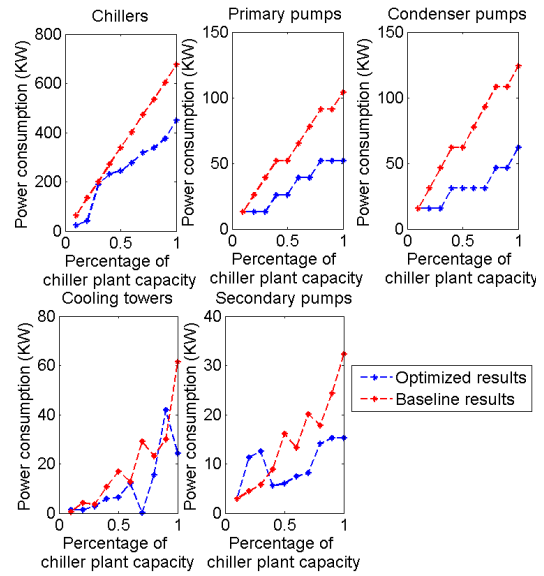 Chillers
Power consumption (KW)
800
600
400
200
0
0
0.5
1
Percentage of
chiller plant capacity
Primary pumps
Power consumption (KW)
150
100
50
0
0
0.5
1
Percentage of
chiller plant capacity
Condenser pumps
Power consumption (KW)
150
100
50
0
0
0.5
1
Percentage of
chiller plant capacity
Cooling towers
Power consumption (KW)
80
60
40
20
0
0
0.5
1
Percentage of
chiller plant capacity
Secondary pumps
Power consumption (KW)
40
30
20
10
0
0
0.5
1
Percentage of
chiller plant capacity
Optimized results
Baseline results